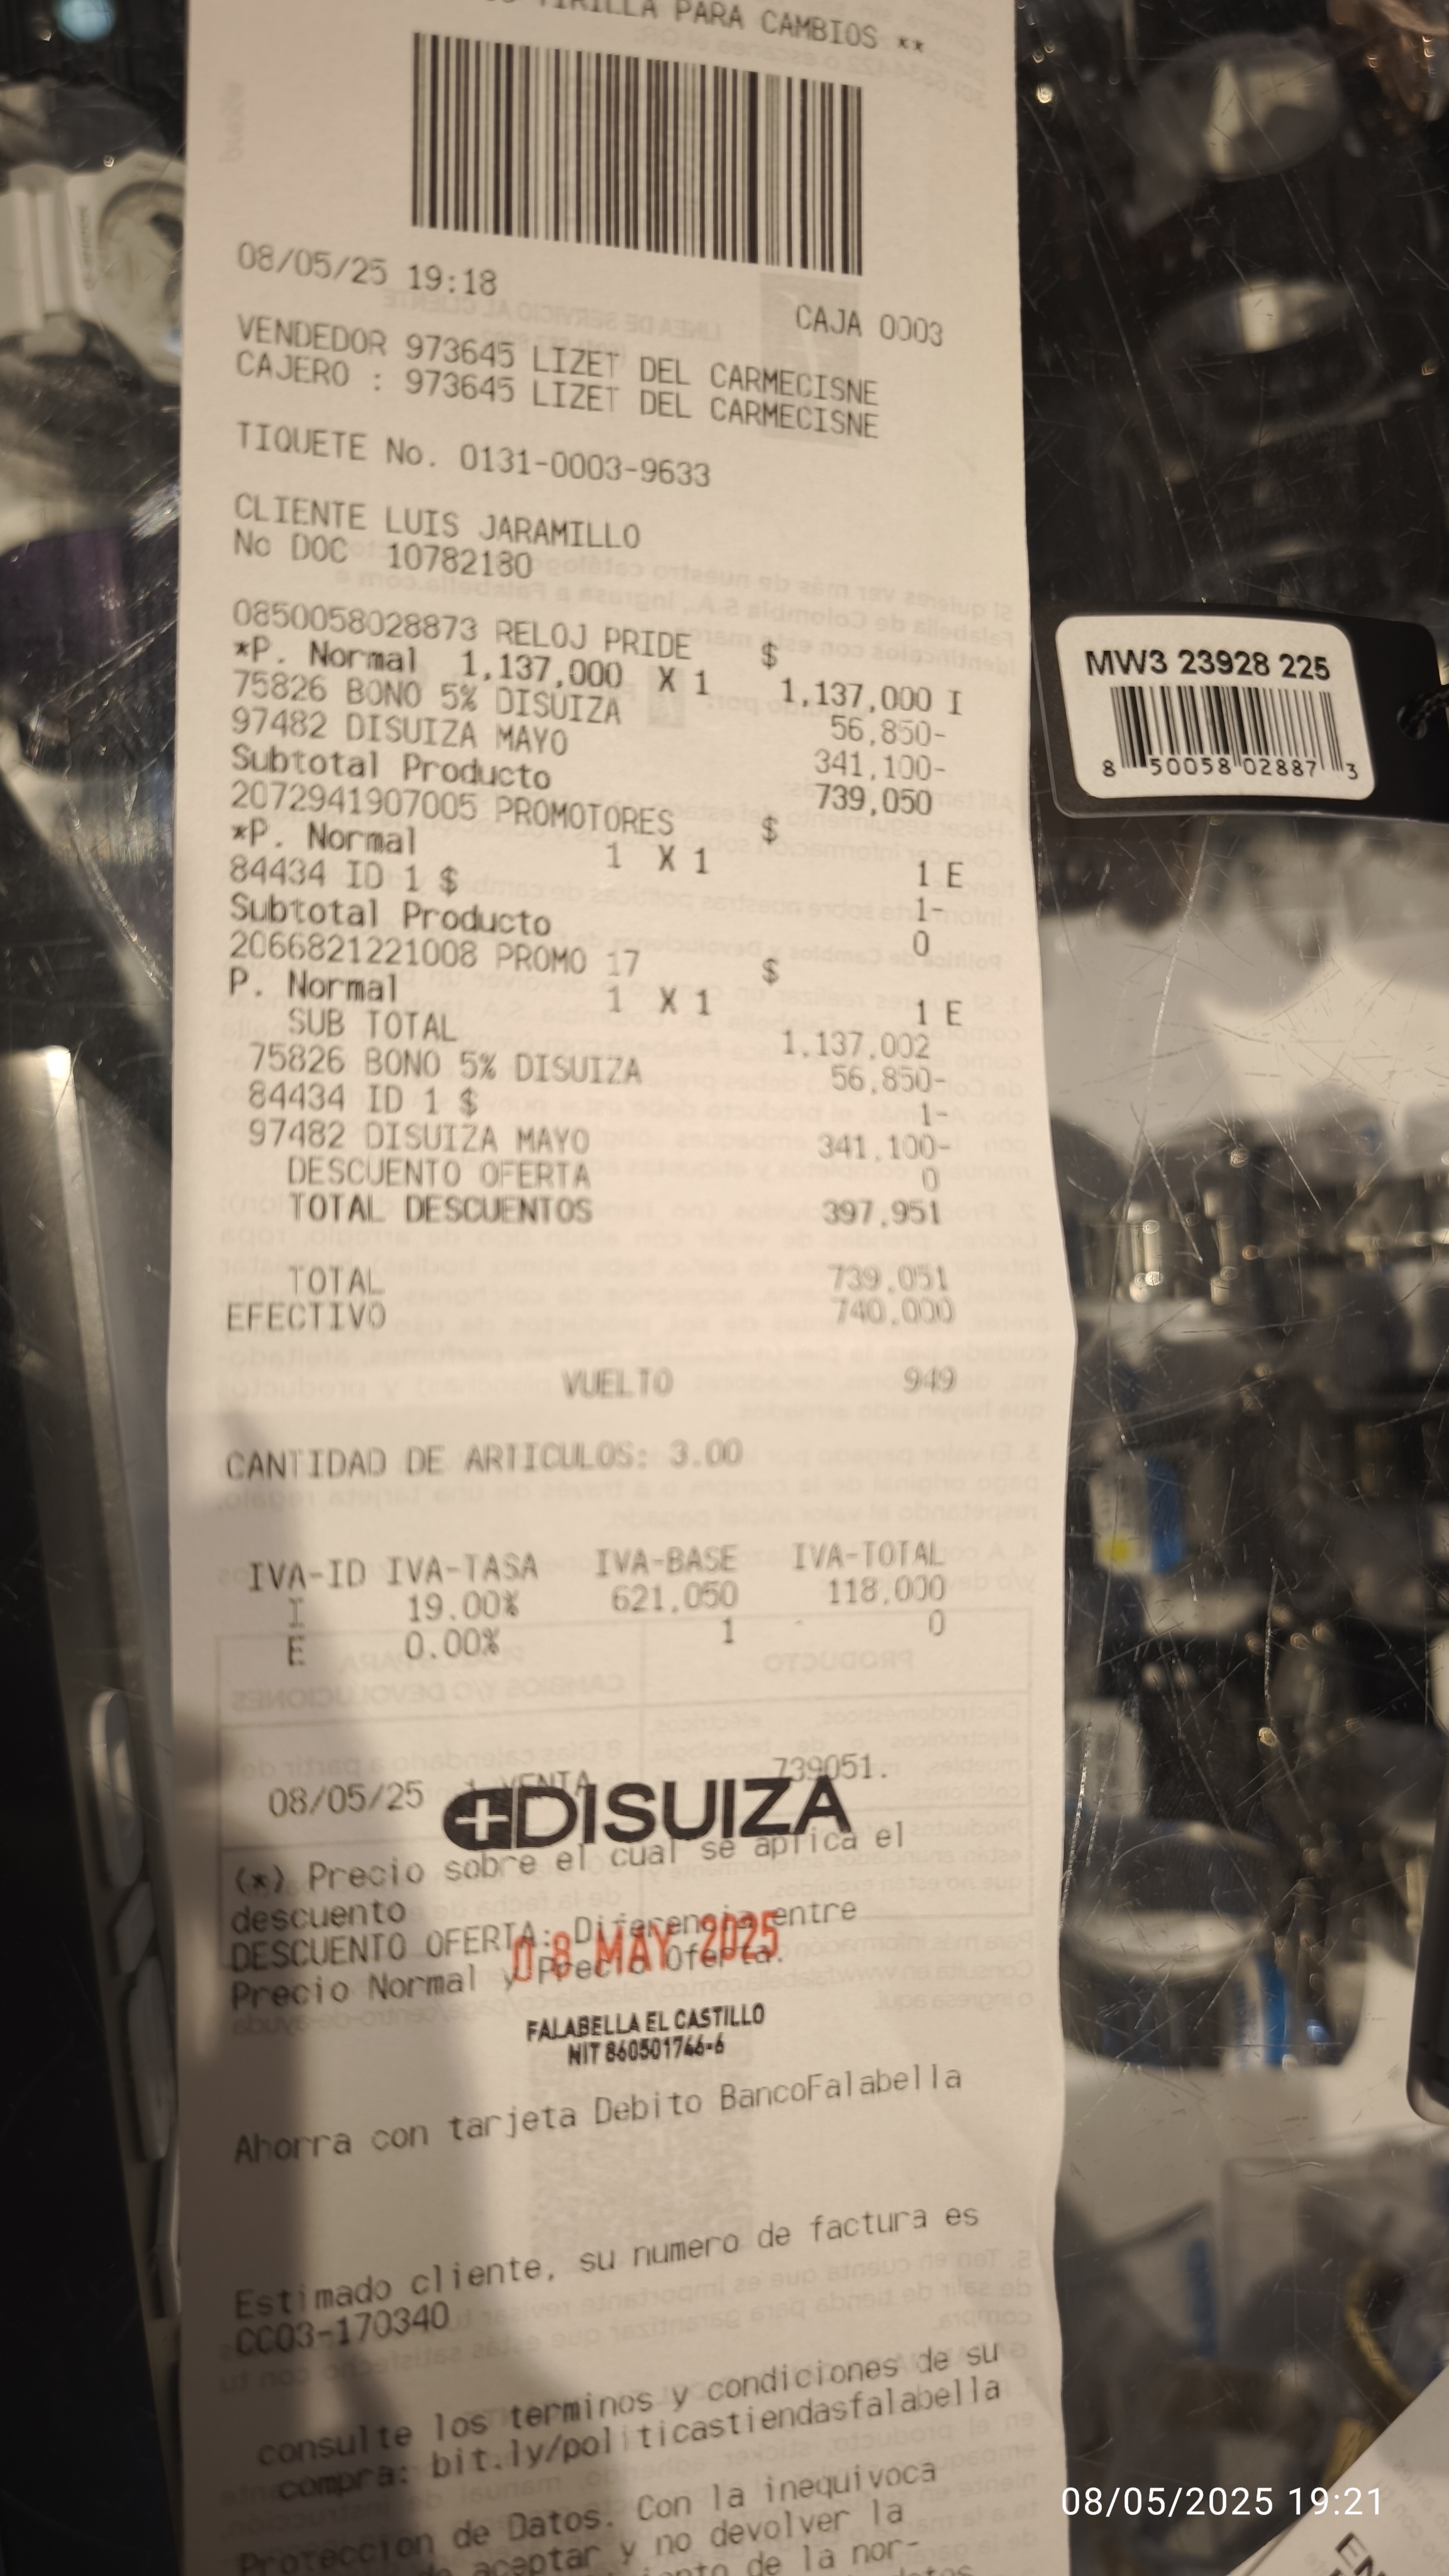 TIRILLA PARA CAMBIOS **
08/05/25 19:18
CAJA 0003
VENDEDOR 973645 LIZET DEL CARMECISNE
CAJERO : 973645 LIZET DEL CARMECISNE
TIQUETE No. 0131-0003-9633
CLIENTE LUIS JARAMILLO
No DOC 10782180
0850058028873 RELOJ PRIDE $
*P. Normal 1,137,000 X 1 1,137,000 I
75826 BONO 5% DISUIZA 56,850-
97482 DISUIZA MAYO 341,100-
Subtotal Producto 739,050
2072941907005 PROMOTORES $
*P. Normal 1 X 1 1 E
84434 ID 1 $ 1-
Subtotal Producto 0
2066821221008 PROMO 17 $
P. Normal 1 X 1 1 E
SUB TOTAL 1,137,002
75826 BONO 5% DISUIZA 56,850-
84434 ID 1 $ 1-
97482 DISUIZA MAYO 341,100-
DESCUENTO OFERTA 0
TOTAL DESCUENTOS 397,951
TOTAL 739,051
EFECTIVO 740,000
VUELTO 949
CANTIDAD DE ARTICULOS: 3.00
IVA-ID IVA-TASA IVA-BASE IVA-TOTAL
I 19.00% 621,050 118,000
E 0.00% 1 0
08/05/25 1 VENTA 739051.
DISUIZA
(*) Precio sobre el cual se aplica el
descuento
DESCUENTO OFERTA: Diferencia entre
Precio Normal y Precio Oferta.
08 MAY 2025
FALABELLA EL CASTILLO
NIT 860501746-6
Ahorra con tarjeta Debito BancoFalabella
Estimado cliente, su numero de factura es
CC03-170340
consulte los terminos y condiciones de su
compra: bit.ly/politicastiendasfalabella
Proteccion de Datos. Con la inequivoca
aceptar y no devolver la
de la nor-
MW3 23928 225
8 50058 02887 3
08/05/2025 19:21